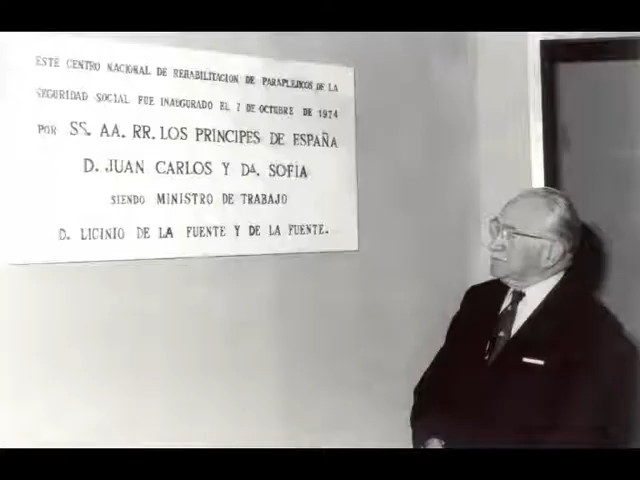 ESTE CENTRO NACIONAL DE REHABILITACION DE PARAPLEJICOS DE LA
SEGURIDAD SOCIAL FUE INAUGURADO EL 7 DE OCTUBRE DE 1974
POR SS. AA. RR. LOS PRINCIPES DE ESPAÑA
D. JUAN CARLOS Y Dª. SOFIA
SIENDO MINISTRO DE TRABAJO
D. LICINIO DE LA FUENTE Y DE LA FUENTE.